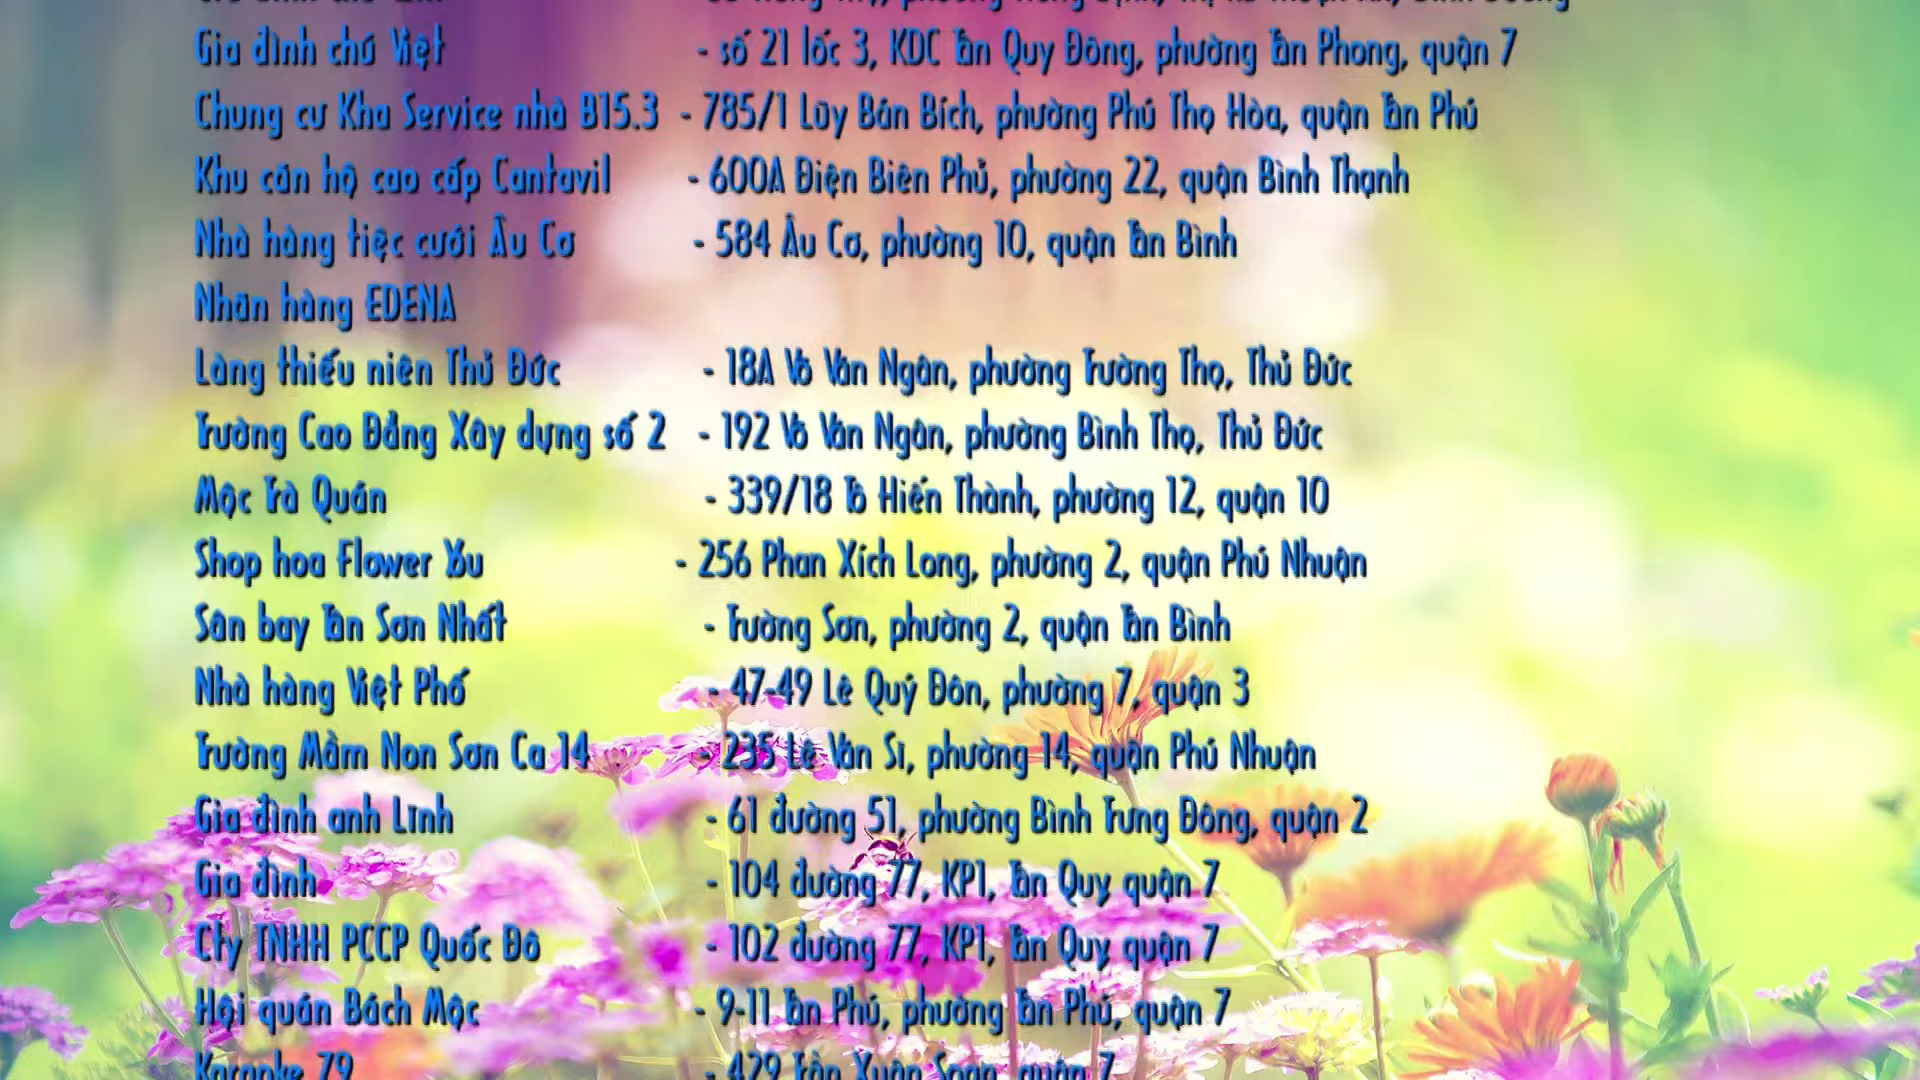 Gia đình chú Việt - số 21 lốc 3, KDC Tân Quy Đông, phường Tân Phong, quận 7
Chung cư Kha Service nhà B15.3 - 785/1 Lũy Bán Bích, phường Phú Thọ Hòa, quận Tân Phú
Khu căn hộ cao cấp Cantavil - 600A Điện Biên Phủ, phường 22, quận Bình Thạnh
Nhà hàng tiệc cưới Âu Cơ - 584 Âu Cơ, phường 10, quận Tân Bình
Nhãn hàng EDENA
Làng thiếu niên Thủ Đức - 18A Võ Văn Ngân, phường Trường Thọ, Thủ Đức
Trường Cao Đẳng Xây dựng số 2 - 192 Võ Văn Ngân, phường Bình Thọ, Thủ Đức
Mộc Trà Quán - 339/18 Tô Hiến Thành, phường 12, quận 10
Shop hoa Flower You - 256 Phan Xích Long, phường 2, quận Phú Nhuận
Sân bay Tân Sơn Nhất - Trường Sơn, phường 2, quận Tân Bình
Nhà hàng Việt Phố - 47-49 Lê Quý Đôn, phường 7, quận 3
Trường Mầm Non Sơn Ca 14 - 235 Lê Văn Sĩ, phường 14, quận Phú Nhuận
Gia đình anh Lĩnh - 61 đường 51, phường Bình Trưng Đông, quận 2
Gia đình - 104 đường 77, KP1, Tân Quy, quận 7
Cty TNHH PCCP Quốc Đô - 102 đường 77, KP1, Tân Quy, quận 7
Hội quán Bách Mộc - 9-11 Tân Phú, phường Tân Phú, quận 7
Karaoke 79 - 429 Trần Xuân Soạn, quận 7